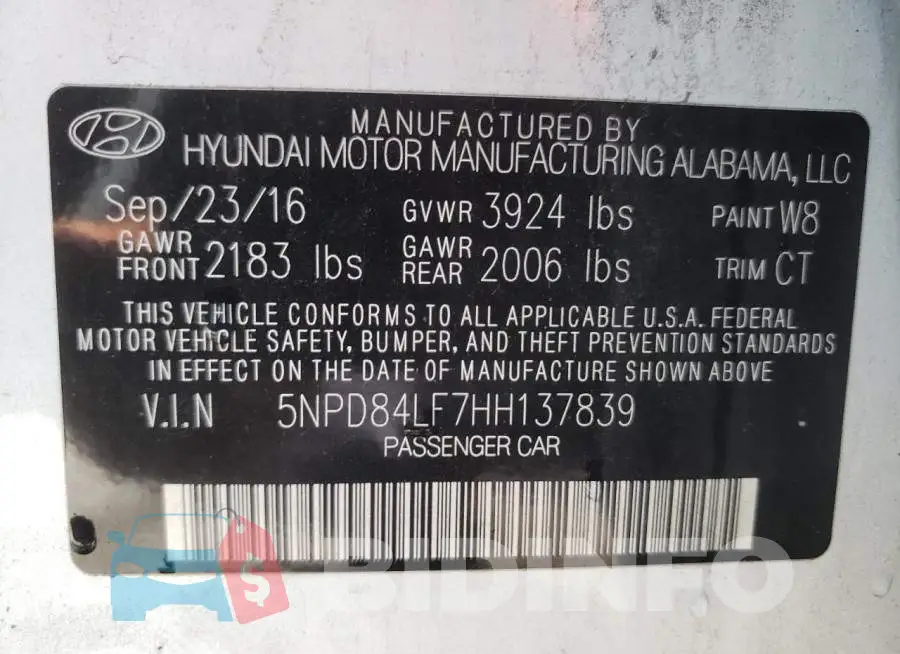 MANUFACTURED BY
HYUNDAI MOTOR MANUFACTURING ALABAMA, LLC
Sep/23/16 GVWR 3924 lbs PAINT W8
GAWR FRONT 2183 lbs GAWR REAR 2006 lbs TRIM CT
THIS VEHICLE CONFORMS TO ALL APPLICABLE U.S.A. FEDERAL
MOTOR VEHICLE SAFETY, BUMPER, AND THEFT PREVENTION STANDARDS
IN EFFECT ON THE DATE OF MANUFACTURE SHOWN ABOVE
V.I.N 5NPD84LF7HH137839
PASSENGER CAR
$ BIDINFO